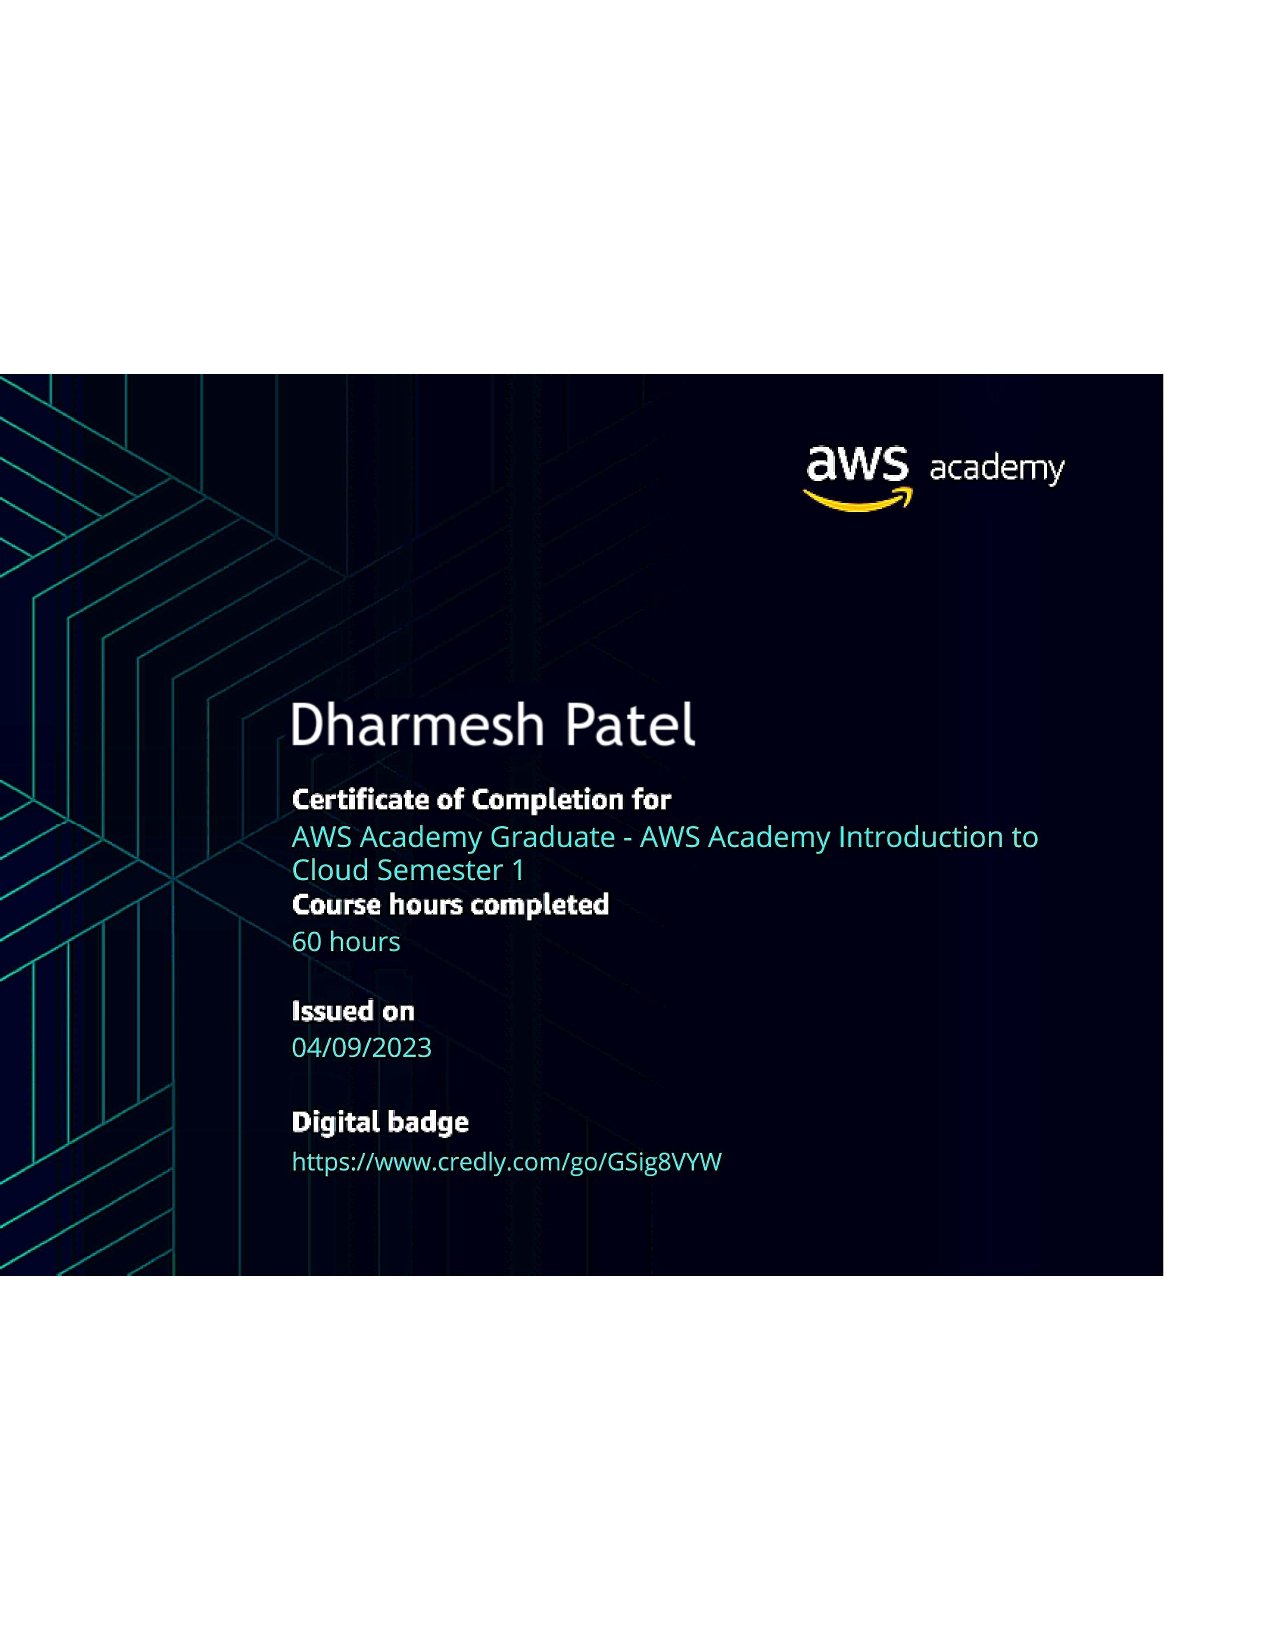 aws academy
Dharmesh Patel
Certificate of Completion for
AWS Academy Graduate - AWS Academy Introduction to
Cloud Semester 1
Course hours completed
60 hours
Issued on
04/09/2023
Digital badge
https://www.credly.com/go/GSig8VYW